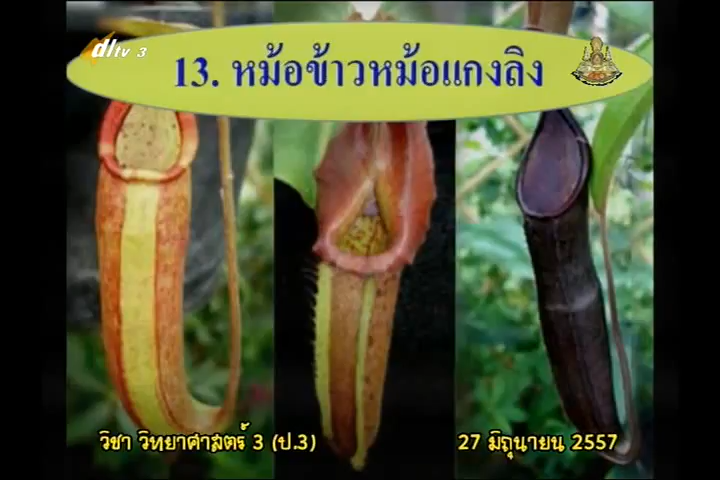 dltv 3
13. หม้อข้าวหม้อแกงลิง
วิชา วิทยาศาสตร์ 3 (ป.3)
27 มิถุนายน 2557